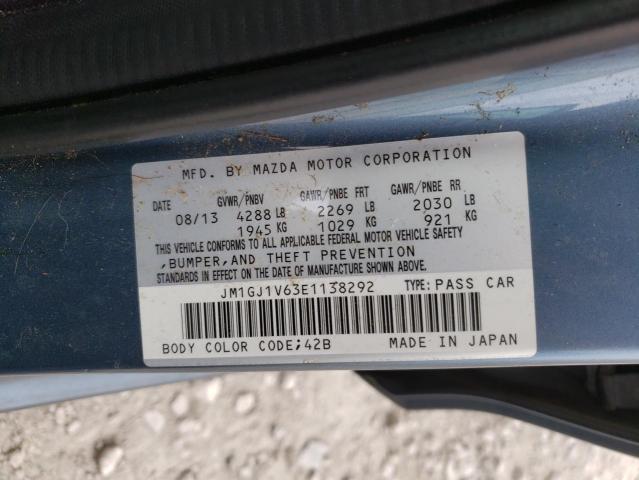 MFD. BY MAZDA MOTOR CORPORATION
DATE GVWR/PNBV GAWR/PNBE FRT GAWR/PNBE RR
08/13 4288 LB 2269 LB 2030 LB
1945 KG 1029 KG 921 KG
THIS VEHICLE CONFORMS TO ALL APPLICABLE FEDERAL MOTOR VEHICLE SAFETY
,BUMPER,AND THEFT PREVENTION
STANDARDS IN EFFECT ON THE DATE OF MANUFACTURE SHOWN ABOVE.
JM1GJ1V63E1138292 TYPE: PASS CAR
BODY COLOR CODE;42B MADE IN JAPAN